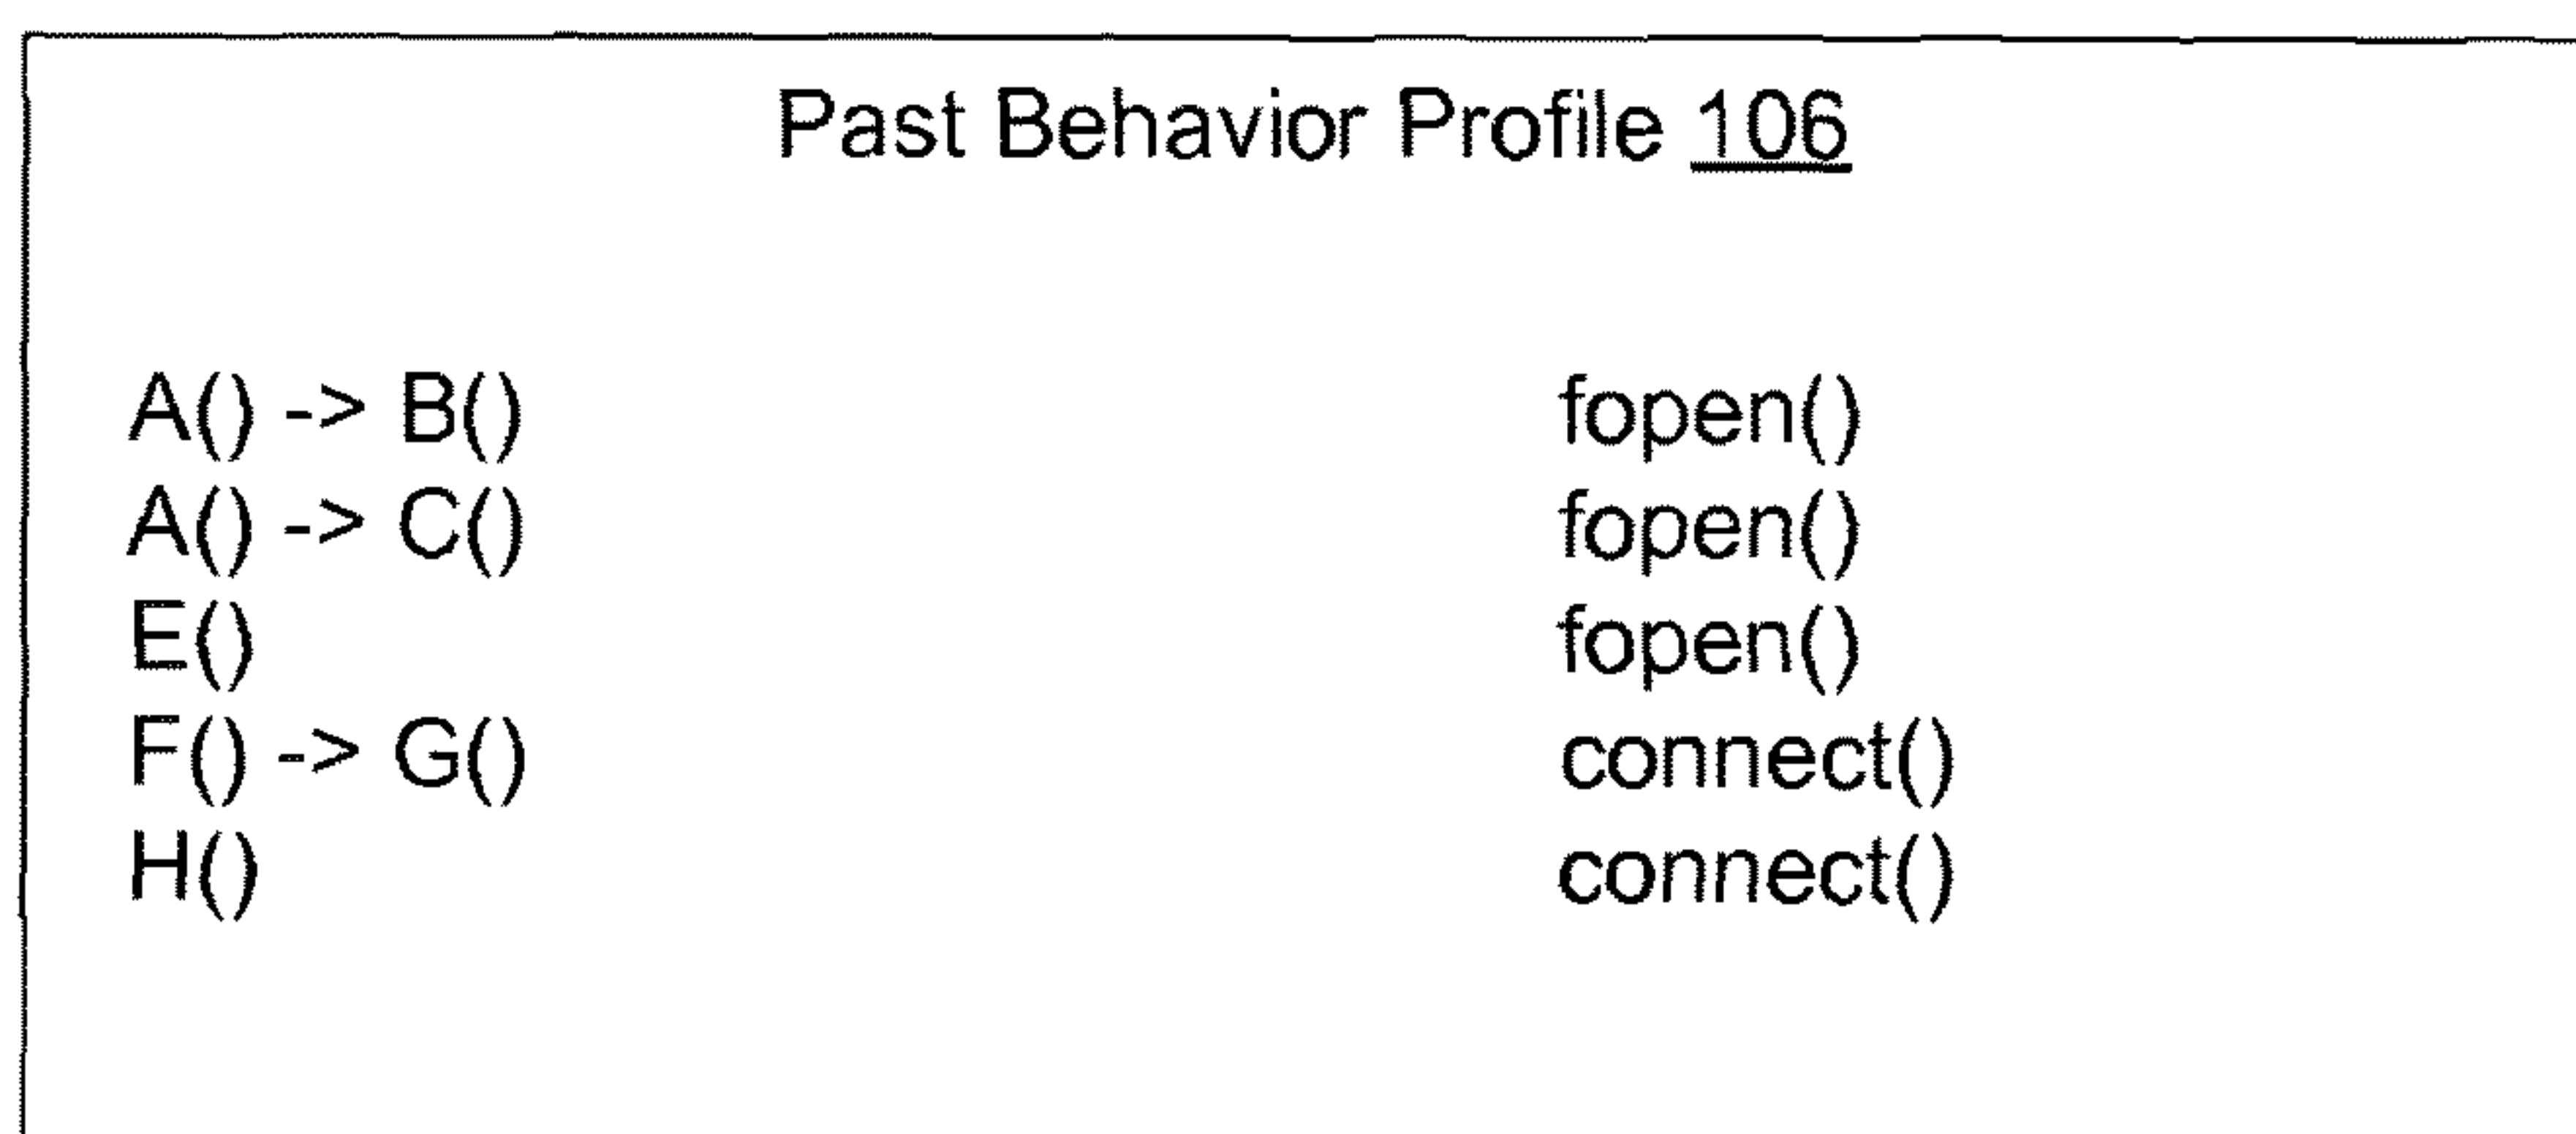 Past Behavior Profile 106
A() -> B() fopen()
A() -> C() fopen()
E() fopen()
F() -> G() connect()
H() connect()